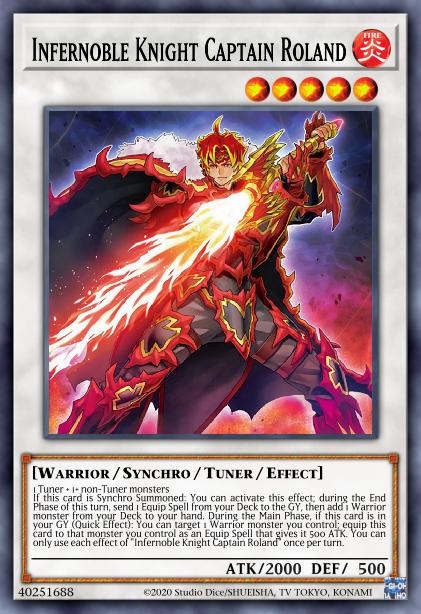 INFERNOBLE KNIGHT CAPTAIN ROLAND
FIRE
炎
[WARRIOR / SYNCHRO / TUNER / EFFECT]
1 Tuner + 1+ non-Tuner monsters
If this card is Synchro Summoned: You can activate this effect; during the End
Phase of this turn, send 1 Equip Spell from your Deck to the GY, then add 1 Warrior
monster from your Deck to your hand. During the Main Phase, if this card is in
your GY (Quick Effect): You can target 1 Warrior monster you control; equip this
card to that monster you control as an Equip Spell that gives it 500 ATK. You can
only use each effect of "Infernoble Knight Captain Roland" once per turn.
ATK/2000 DEF/ 500
40251688
©2020 Studio Dice/SHUEISHA, TV TOKYO, KONAMI